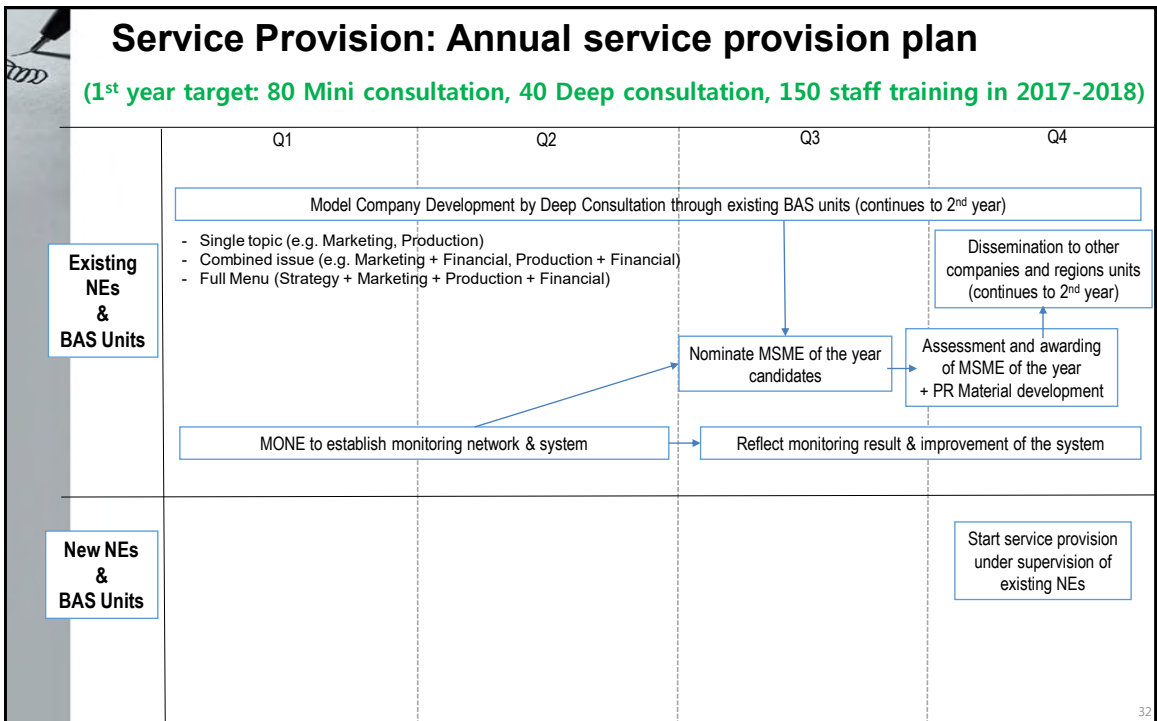 Service Provision: Annual service provision plan
(1st year target: 80 Mini consultation, 40 Deep consultation, 150 staff training in 2017-2018)
Q1
Q2
Q3
Q4
Existing
NEs
&
BAS Units
Model Company Development by Deep Consultation through existing BAS units (continues to 2nd year)
- Single topic (e.g. Marketing, Production)
- Combined issue (e.g. Marketing + Financial, Production + Financial)
- Full Menu (Strategy + Marketing + Production + Financial)
Dissemination to other
companies and regions units
(continues to 2nd year)
Nominate MSME of the year
candidates
Assessment and awarding
of MSME of the year
+ PR Material development
MONE to establish monitoring network & system
Reflect monitoring result & improvement of the system
New NEs
&
BAS Units
Start service provision
under supervision of
existing NEs
32